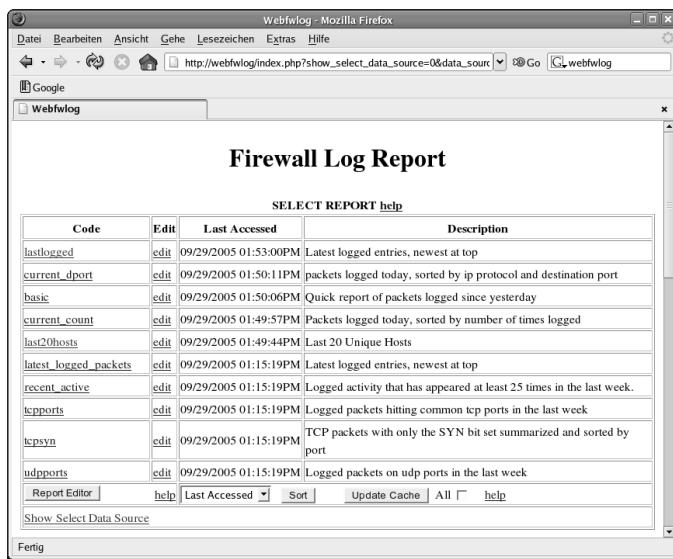 Webfwlog - Mozilla Firefox
Datei Bearbeiten Ansicht Gehe Lesezeichen Extras Hilfe
http://webfwlog/index.php?show_select_data_source=0&data_sourc Go webfwlog
Google
Webfwlog
Firewall Log Report
SELECT REPORT help
Code Edit Last Accessed Description
lastlogged edit 09/29/2005 01:53:00PM Latest logged entries, newest at top
current_dport edit 09/29/2005 01:50:11PM packets logged today, sorted by ip protocol and destination port
basic edit 09/29/2005 01:50:06PM Quick report of packets logged since yesterday
current_count edit 09/29/2005 01:49:57PM Packets logged today, sorted by number of times logged
last20hosts edit 09/29/2005 01:49:44PM Last 20 Unique Hosts
latest_logged_packets edit 09/29/2005 01:15:19PM Latest logged entries, newest at top
recent_active edit 09/29/2005 01:15:19PM Logged activity that has appeared at least 25 times in the last week.
tcpports edit 09/29/2005 01:15:19PM Logged packets hitting common tcp ports in the last week
tcpsyn edit 09/29/2005 01:15:19PM TCP packets with only the SYN bit set summarized and sorted by
port
udpports edit 09/29/2005 01:15:19PM Logged packets on udp ports in the last week
Report Editor help Last Accessed Sort Update Cache All help
Show Select Data Source
Fertig